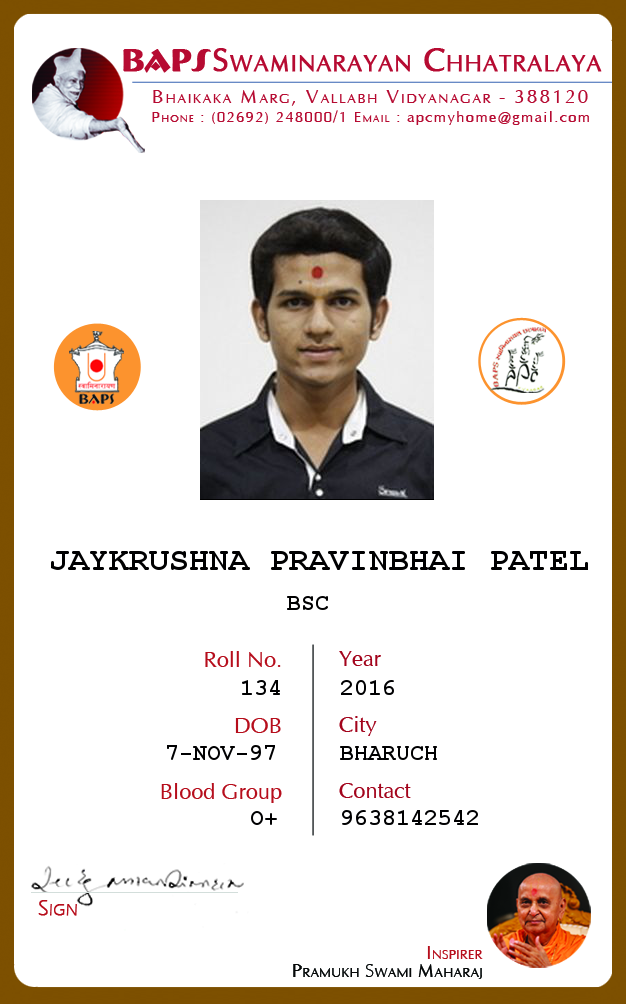 BAPS SWAMINARAYAN CHHATRALAYA
BHAIKAKA MARG, VALLABH VIDYANAGAR - 388120
PHONE : (02692) 248000/1 EMAIL : apcmyhome@gmail.com
स्वामिनारायण
BAPS
BAPS
JAYKRUSHNA PRAVINBHAI PATEL
BSC
Roll No.
134
Year
2016
DOB
7-NOV-97
City
BHARUCH
Blood Group
O+
Contact
9638142542
SIGN
INSPIRER
PRAMUKH SWAMI MAHARAJ